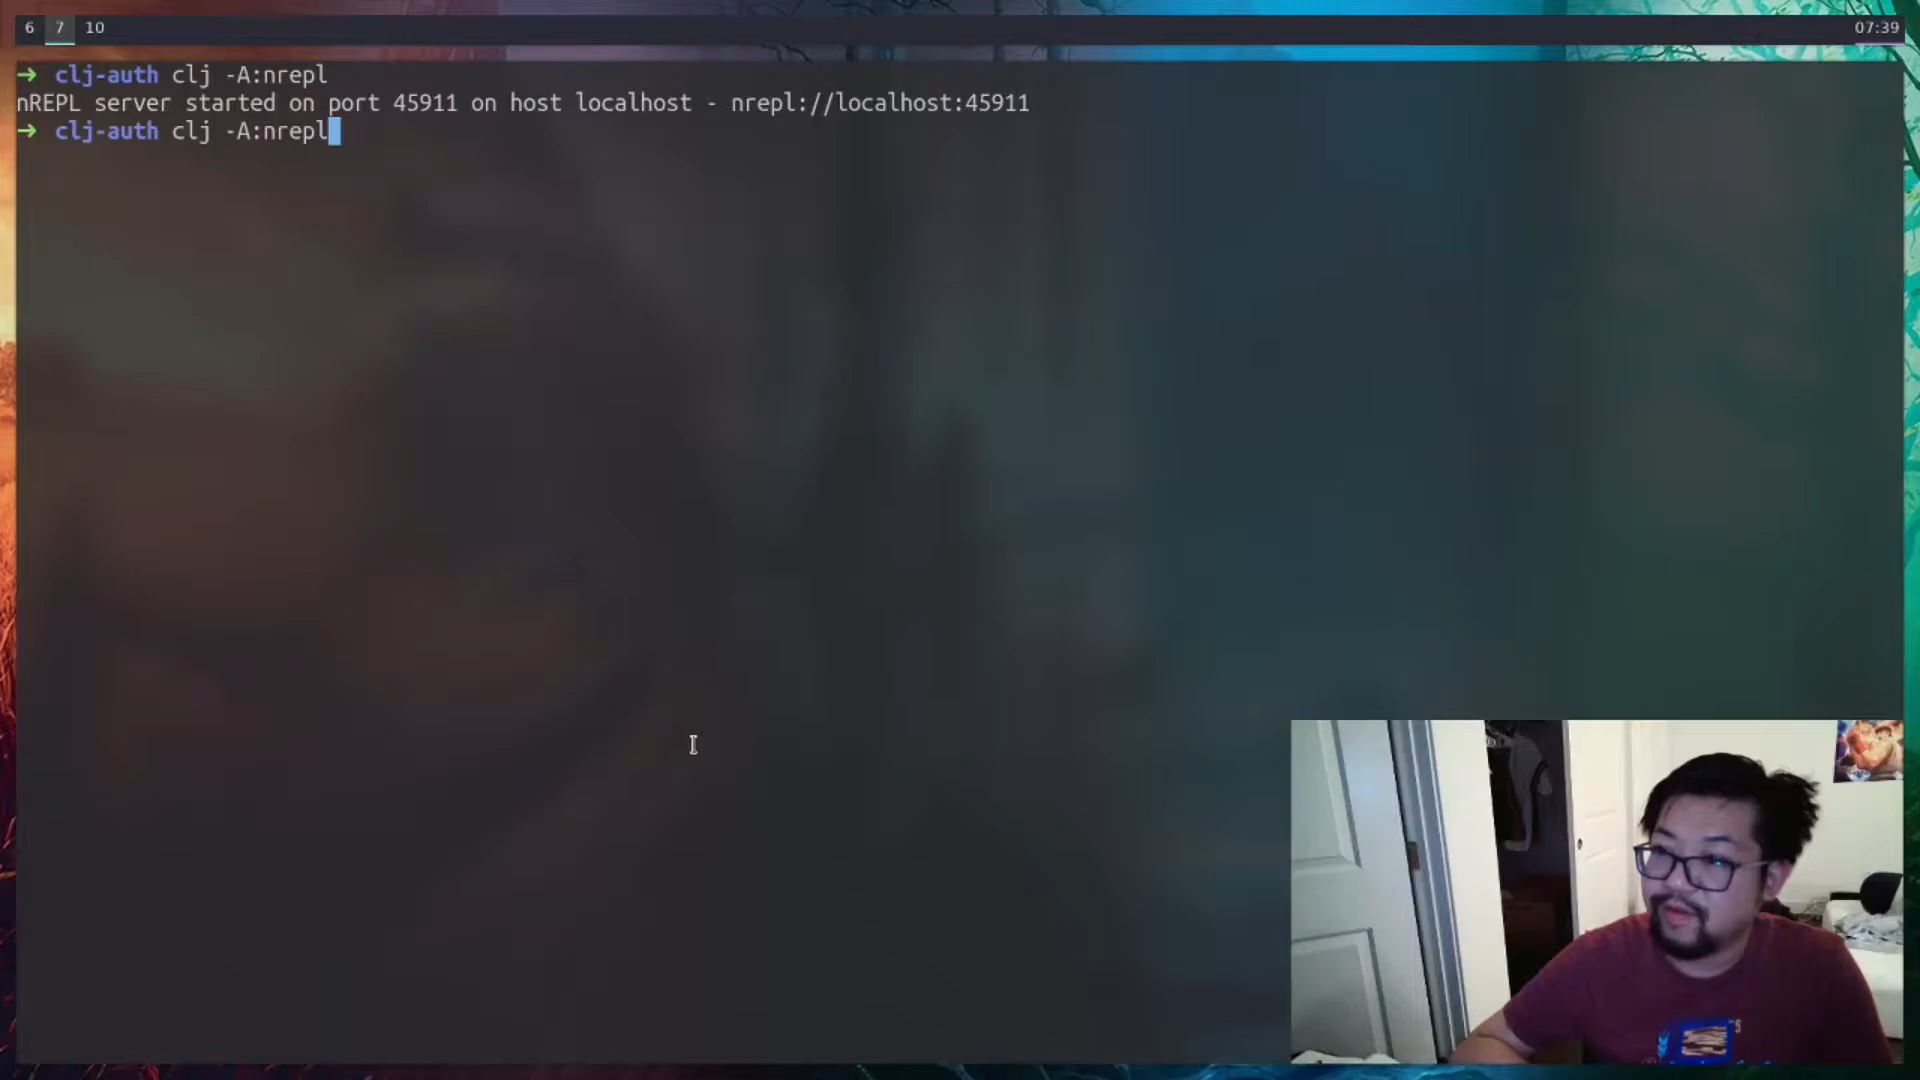 6 7 10 07:39
➜ clj-auth clj -A:nrepl
nREPL server started on port 45911 on host localhost - nrepl://localhost:45911
➜ clj-auth clj -A:nrepl